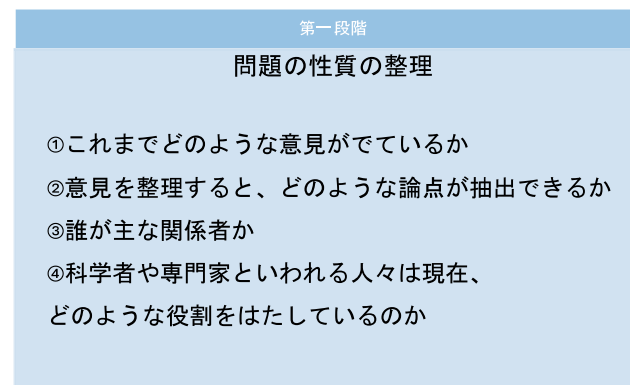 第一段階
問題の性質の整理
①これまでどのような意見がでているか
②意見を整理すると、どのような論点が抽出できるか
③誰が主な関係者か
④科学者や専門家といわれる人々は現在、
どのような役割をはたしているのか